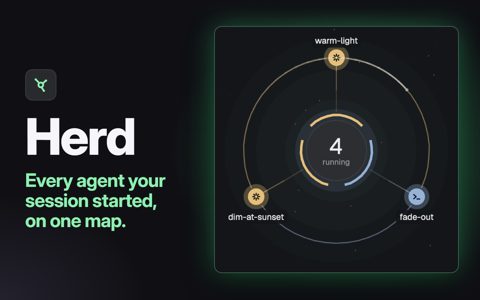 Herd
Every agent your
session started,
on one map.
warm-light
4
running
dim-at-sunset
fade-out